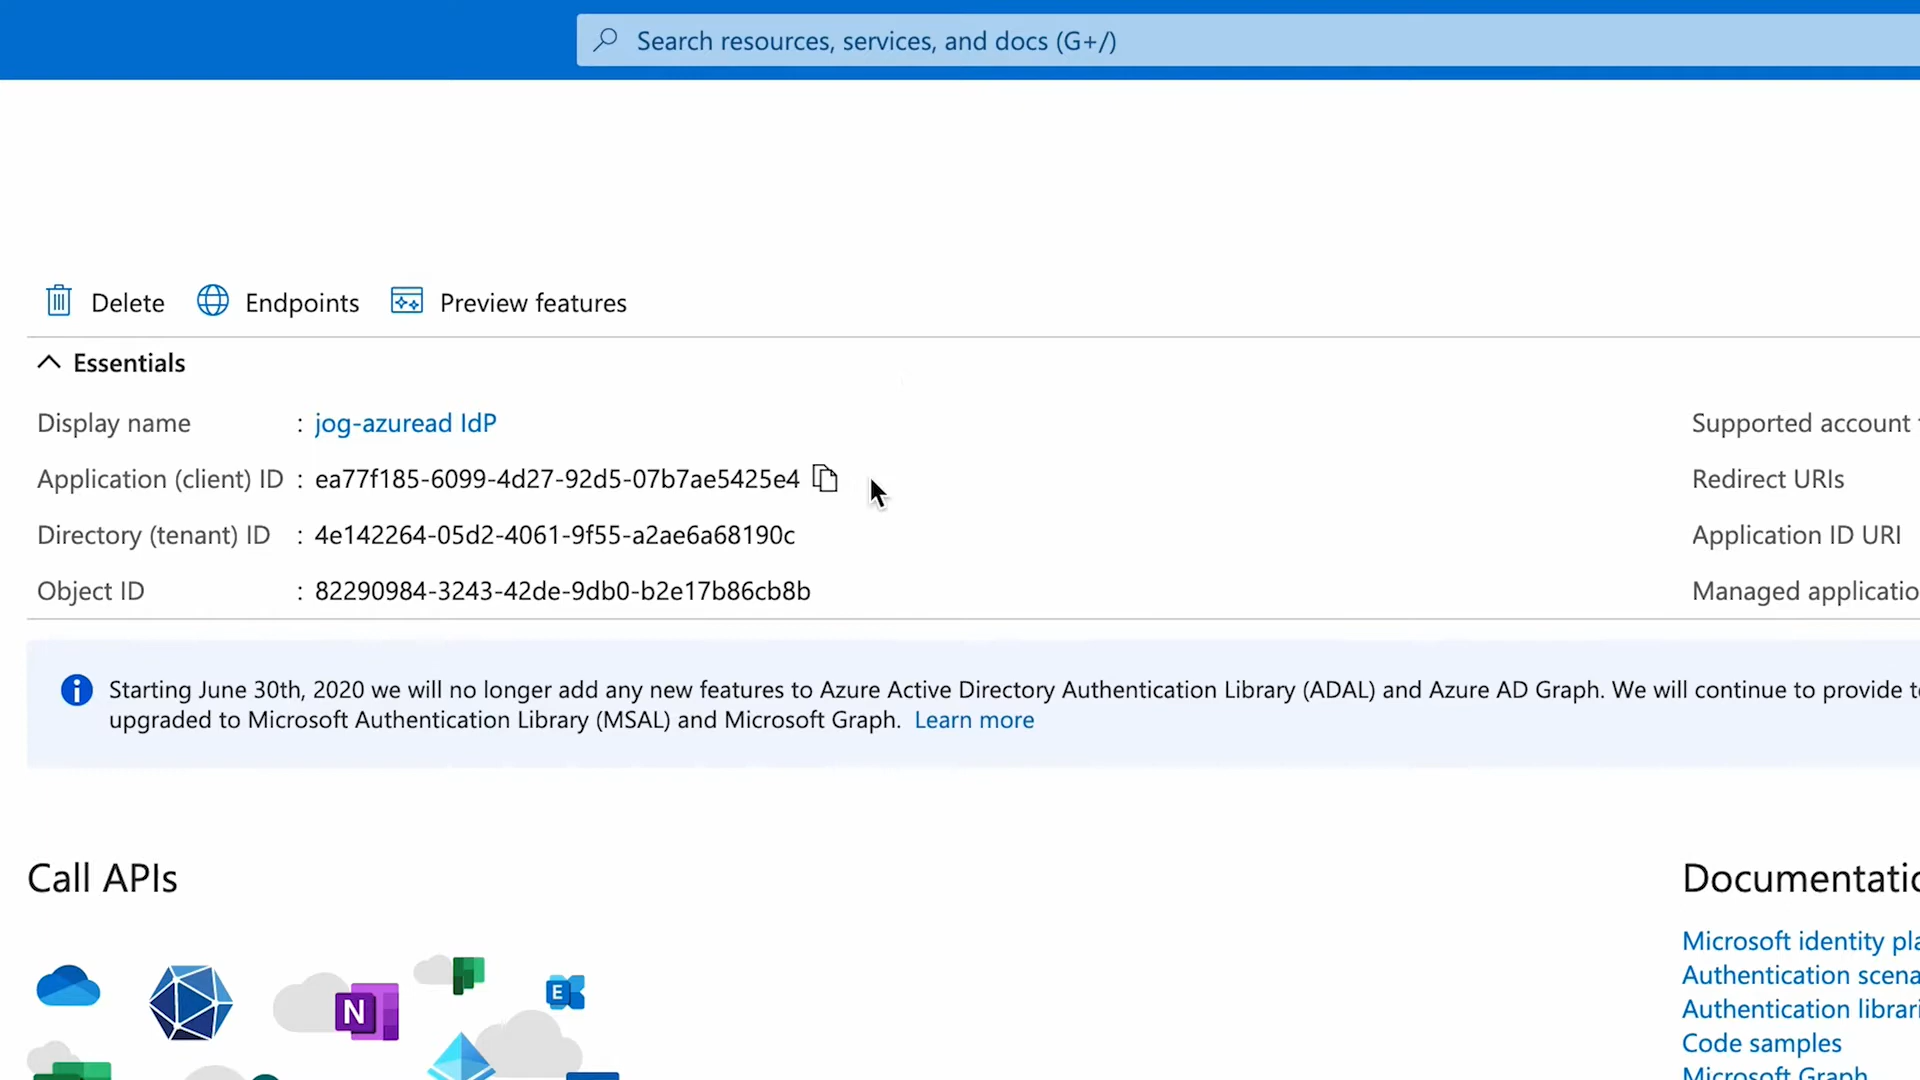 Search resources, services, and docs (G+/)
Delete Endpoints Preview features
Essentials
Display name : jog-azuread IdP Supported account
Application (client) ID : ea77f185-6099-4d27-92d5-07b7ae5425e4 Redirect URIs
Directory (tenant) ID : 4e142264-05d2-4061-9f55-a2ae6a68190c Application ID URI
Object ID : 82290984-3243-42de-9db0-b2e17b86cb8b Managed applicatio
Starting June 30th, 2020 we will no longer add any new features to Azure Active Directory Authentication Library (ADAL) and Azure AD Graph. We will continue to provide
upgraded to Microsoft Authentication Library (MSAL) and Microsoft Graph. Learn more
Call APIs
Documentatio
Microsoft identity pla
Authentication scena
Authentication librari
Code samples
Microsoft Graph
N
E